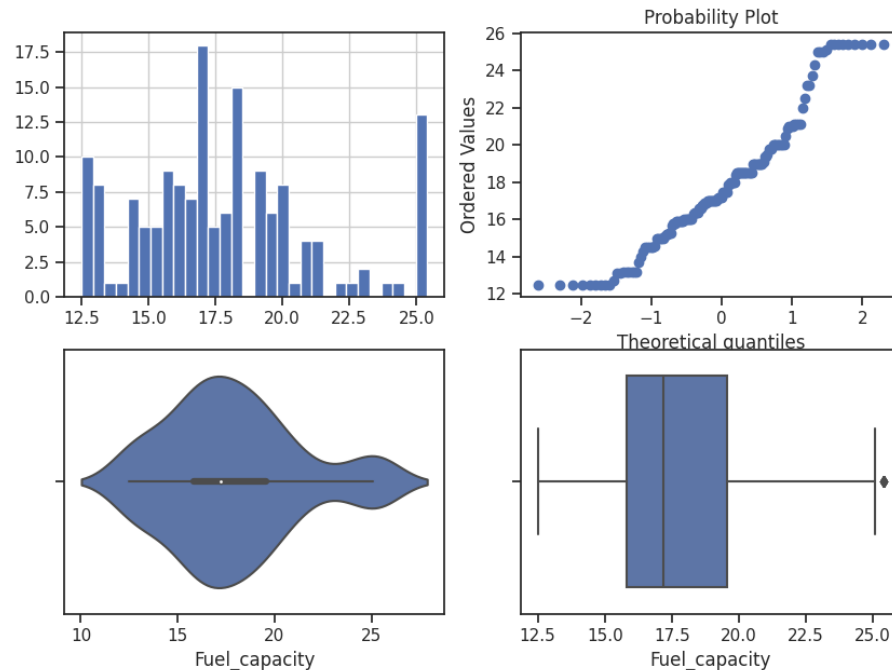 Probability Plot
17.5
15.0
12.5
10.0
7.5
5.0
2.5
0.0
12.5 15.0 17.5 20.0 22.5 25.0
Ordered Values
26
24
22
20
18
16
14
12
−2 −1 0 1 2
Theoretical quantiles
10 15 20 25
Fuel_capacity
12.5 15.0 17.5 20.0 22.5 25.0
Fuel_capacity